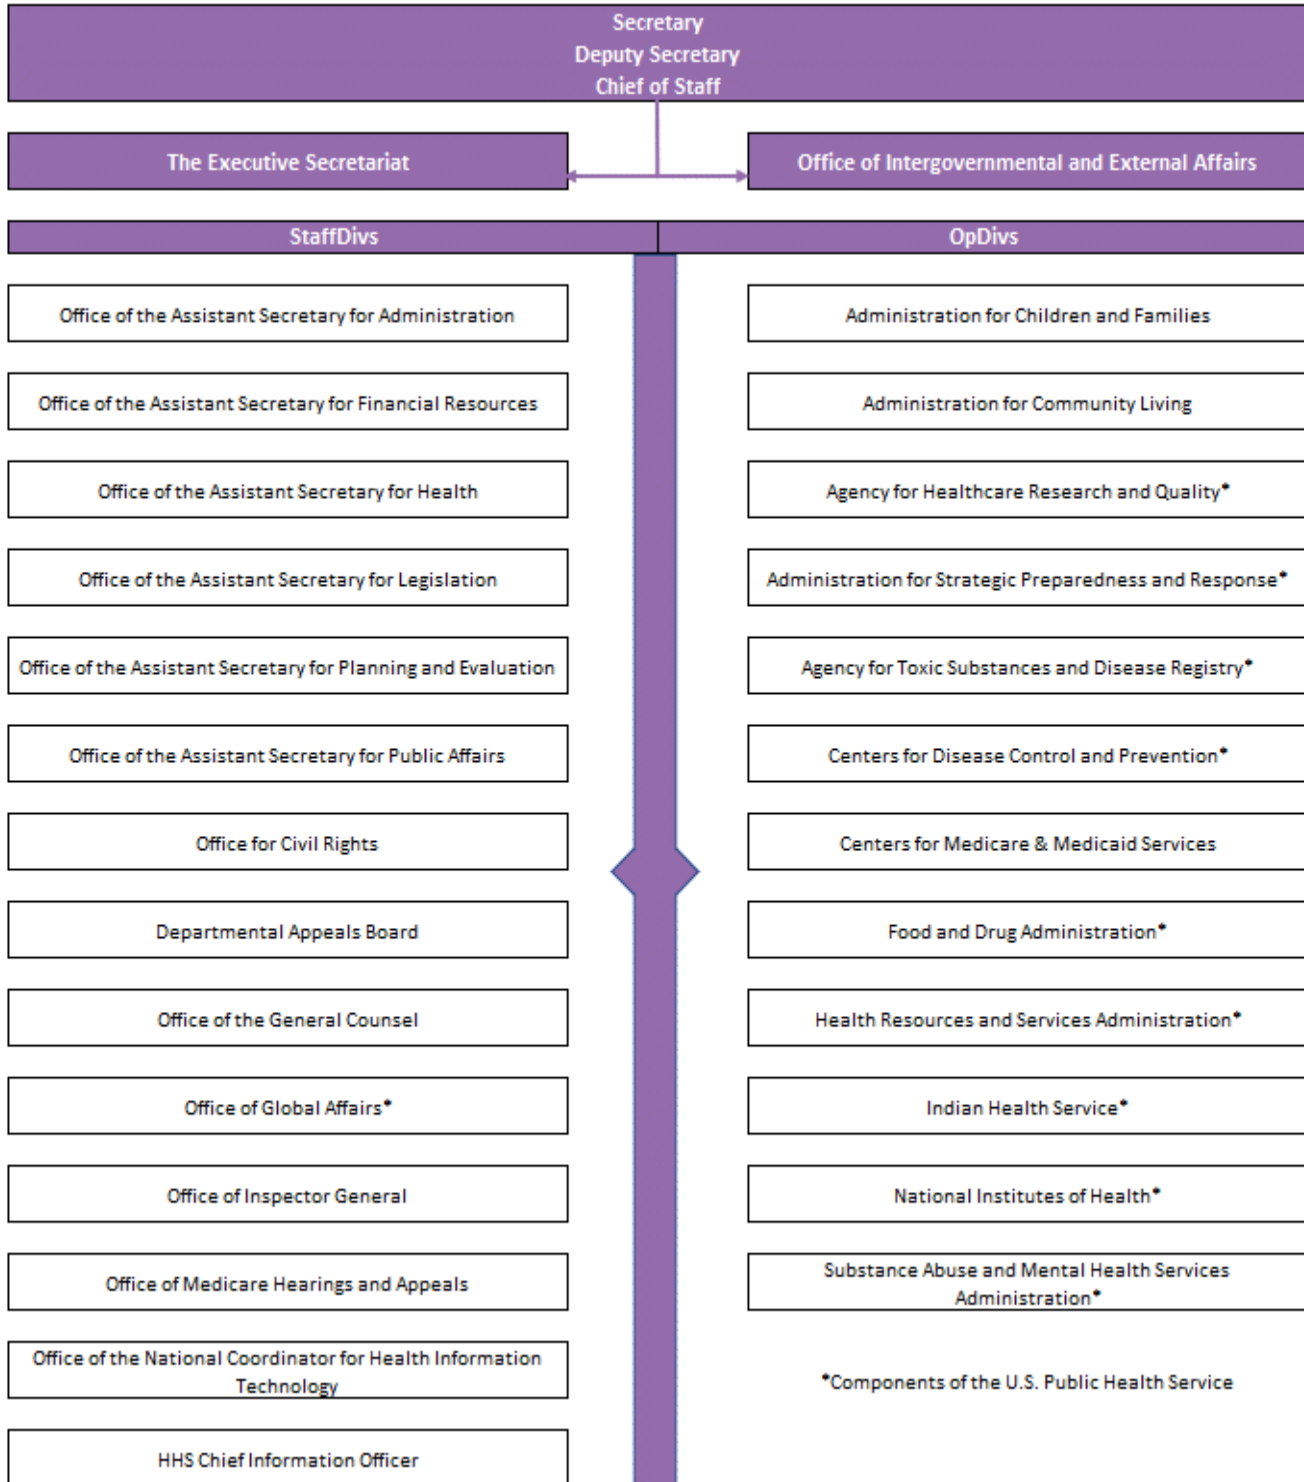 Secretary
Deputy Secretary
Chief of Staff
The Executive Secretariat
Office of Intergovernmental and External Affairs
StaffDivs
OpDivs
Office of the Assistant Secretary for Administration
Administration for Children and Families
Office of the Assistant Secretary for Financial Resources
Administration for Community Living
Office of the Assistant Secretary for Health
Agency for Healthcare Research and Quality*
Office of the Assistant Secretary for Legislation
Administration for Strategic Preparedness and Response*
Office of the Assistant Secretary for Planning and Evaluation
Agency for Toxic Substances and Disease Registry*
Office of the Assistant Secretary for Public Affairs
Centers for Disease Control and Prevention*
Office for Civil Rights
Centers for Medicare & Medicaid Services
Departmental Appeals Board
Food and Drug Administration*
Office of the General Counsel
Health Resources and Services Administration*
Office of Global Affairs*
Indian Health Service*
Office of Inspector General
National Institutes of Health*
Office of Medicare Hearings and Appeals
Substance Abuse and Mental Health Services
Administration*
Office of the National Coordinator for Health Information
Technology
*Components of the U.S. Public Health Service
HHS Chief Information Officer